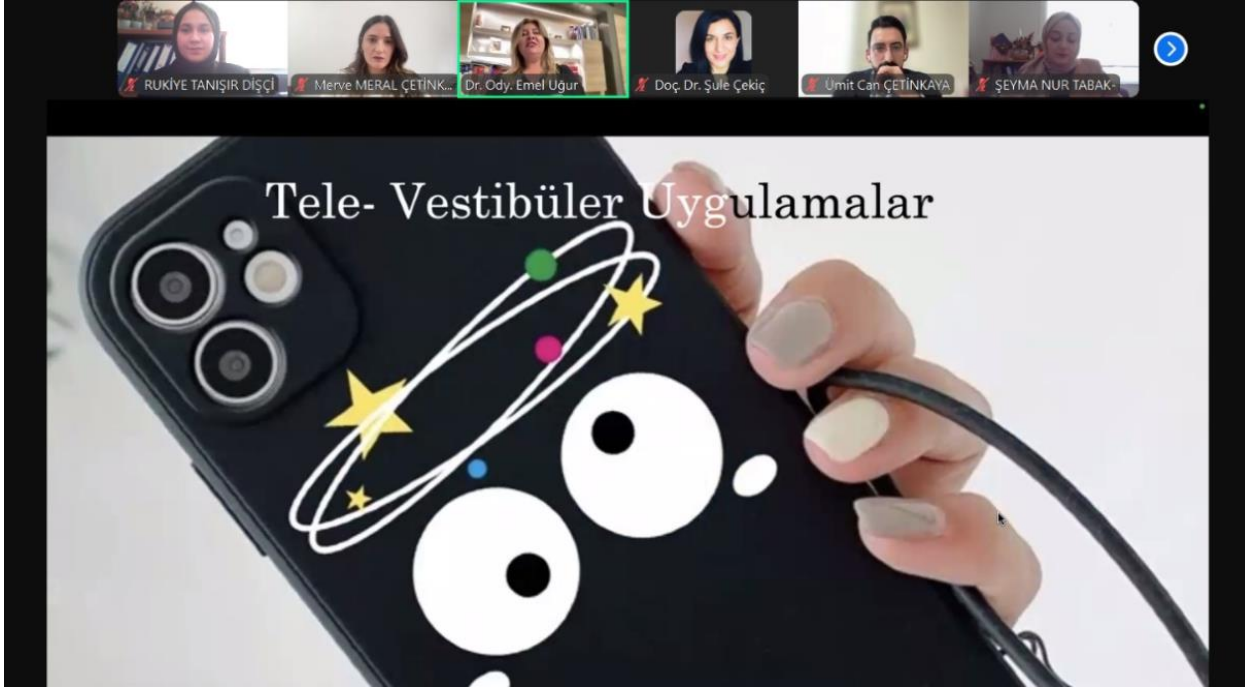 RUKİYE TANIŞIR DİŞÇİ
Merve MERAL ÇETİNK...
Dr. Ody. Emel Uğur
Doç. Dr. Şule Çekiç
Ümit Can ÇETİNKAYA
ŞEYMA NUR TABAK-
Tele- Vestibüler Uygulamalar